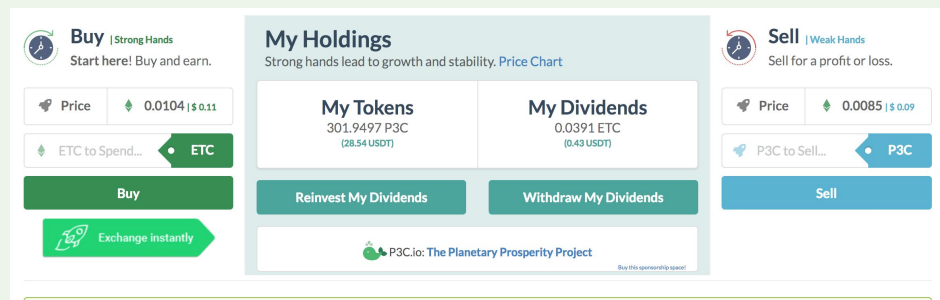 Buy | Strong Hands
Start here! Buy and earn.
Price 0.0104 | $ 0.11
ETC to Spend... ETC
Buy
Exchange instantly
My Holdings
Strong hands lead to growth and stability. Price Chart
My Tokens
301.9497 P3C
(28.54 USDT)
My Dividends
0.0391 ETC
(0.43 USDT)
Reinvest My Dividends
Withdraw My Dividends
P3C.io: The Planetary Prosperity Project
Buy this sponsorship space!
Sell | Weak Hands
Sell for a profit or loss.
Price 0.0085 | $ 0.09
P3C to Sell... P3C
Sell